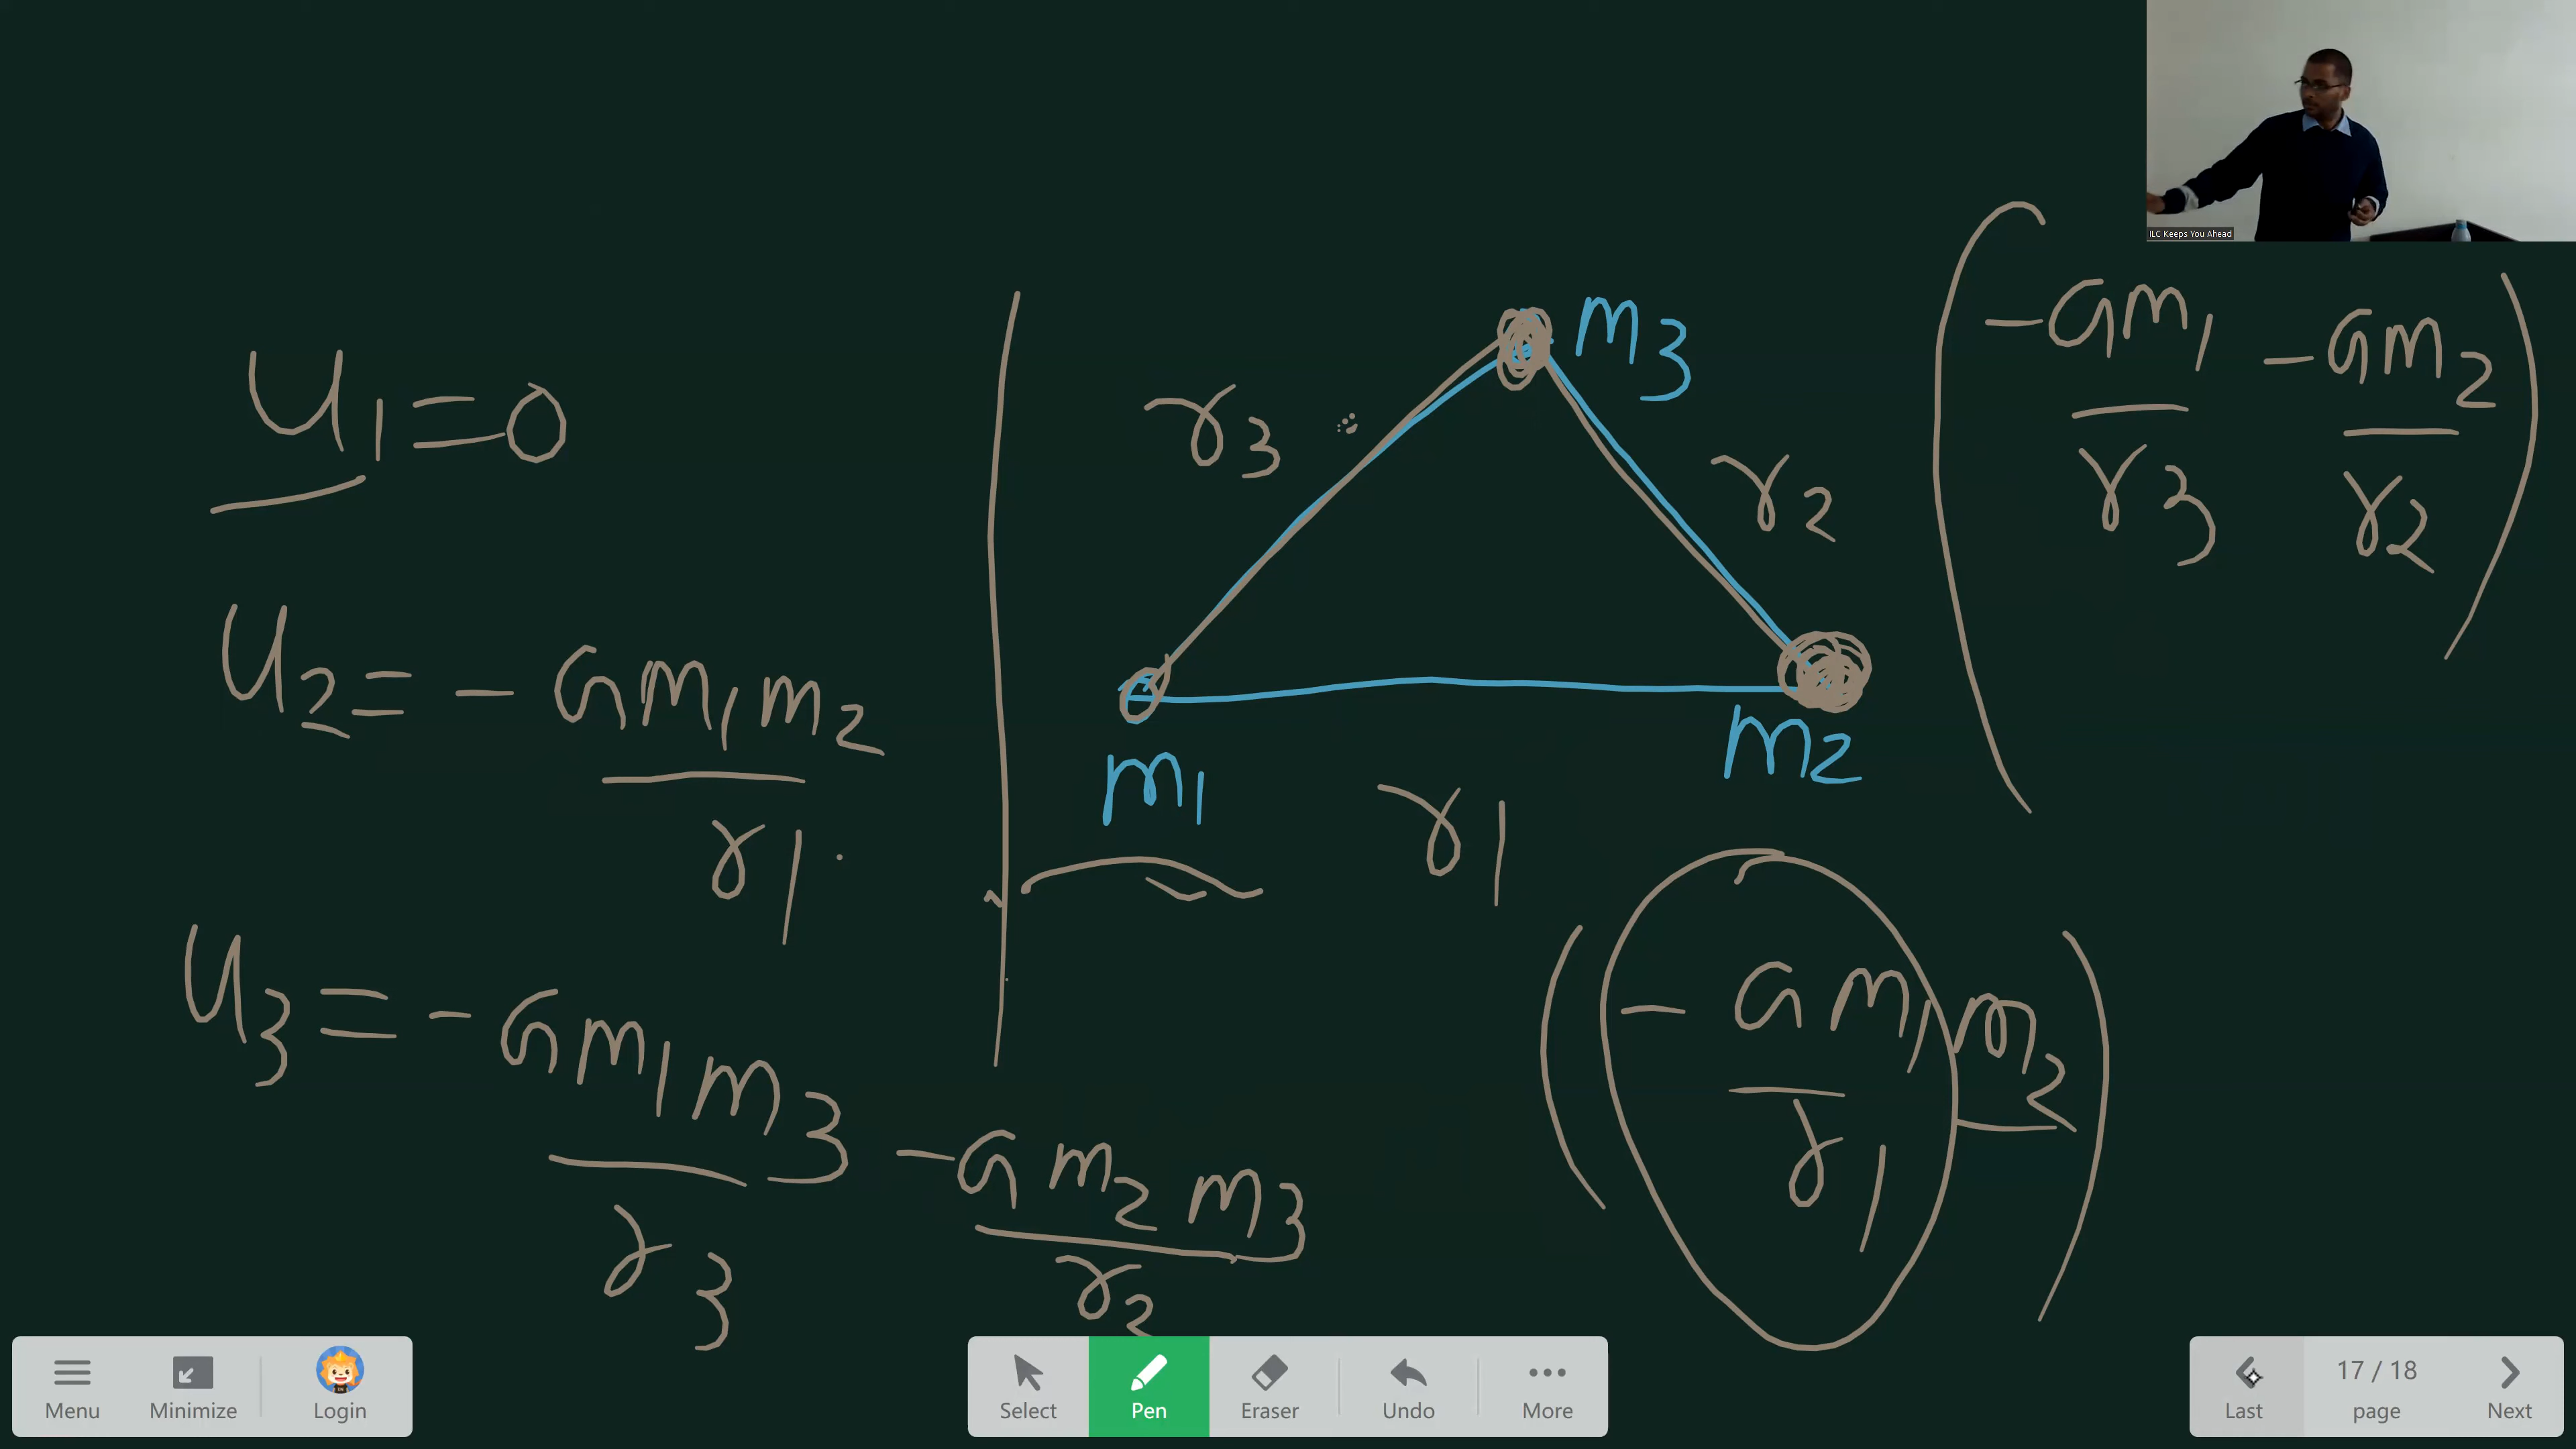 ILC Keeps You Ahead
U1 = 0
U2 = - Gm1m2
r1
U3 = - Gm1m3 - Gm2m3
r3 r2
m3
r3
r2
m1
m2
r1
-Gm1 - Gm2
r3 r2
- Gm1m2
r1
Menu Minimize Login
Select Pen Eraser Undo More
Last 17 / 18 page Next